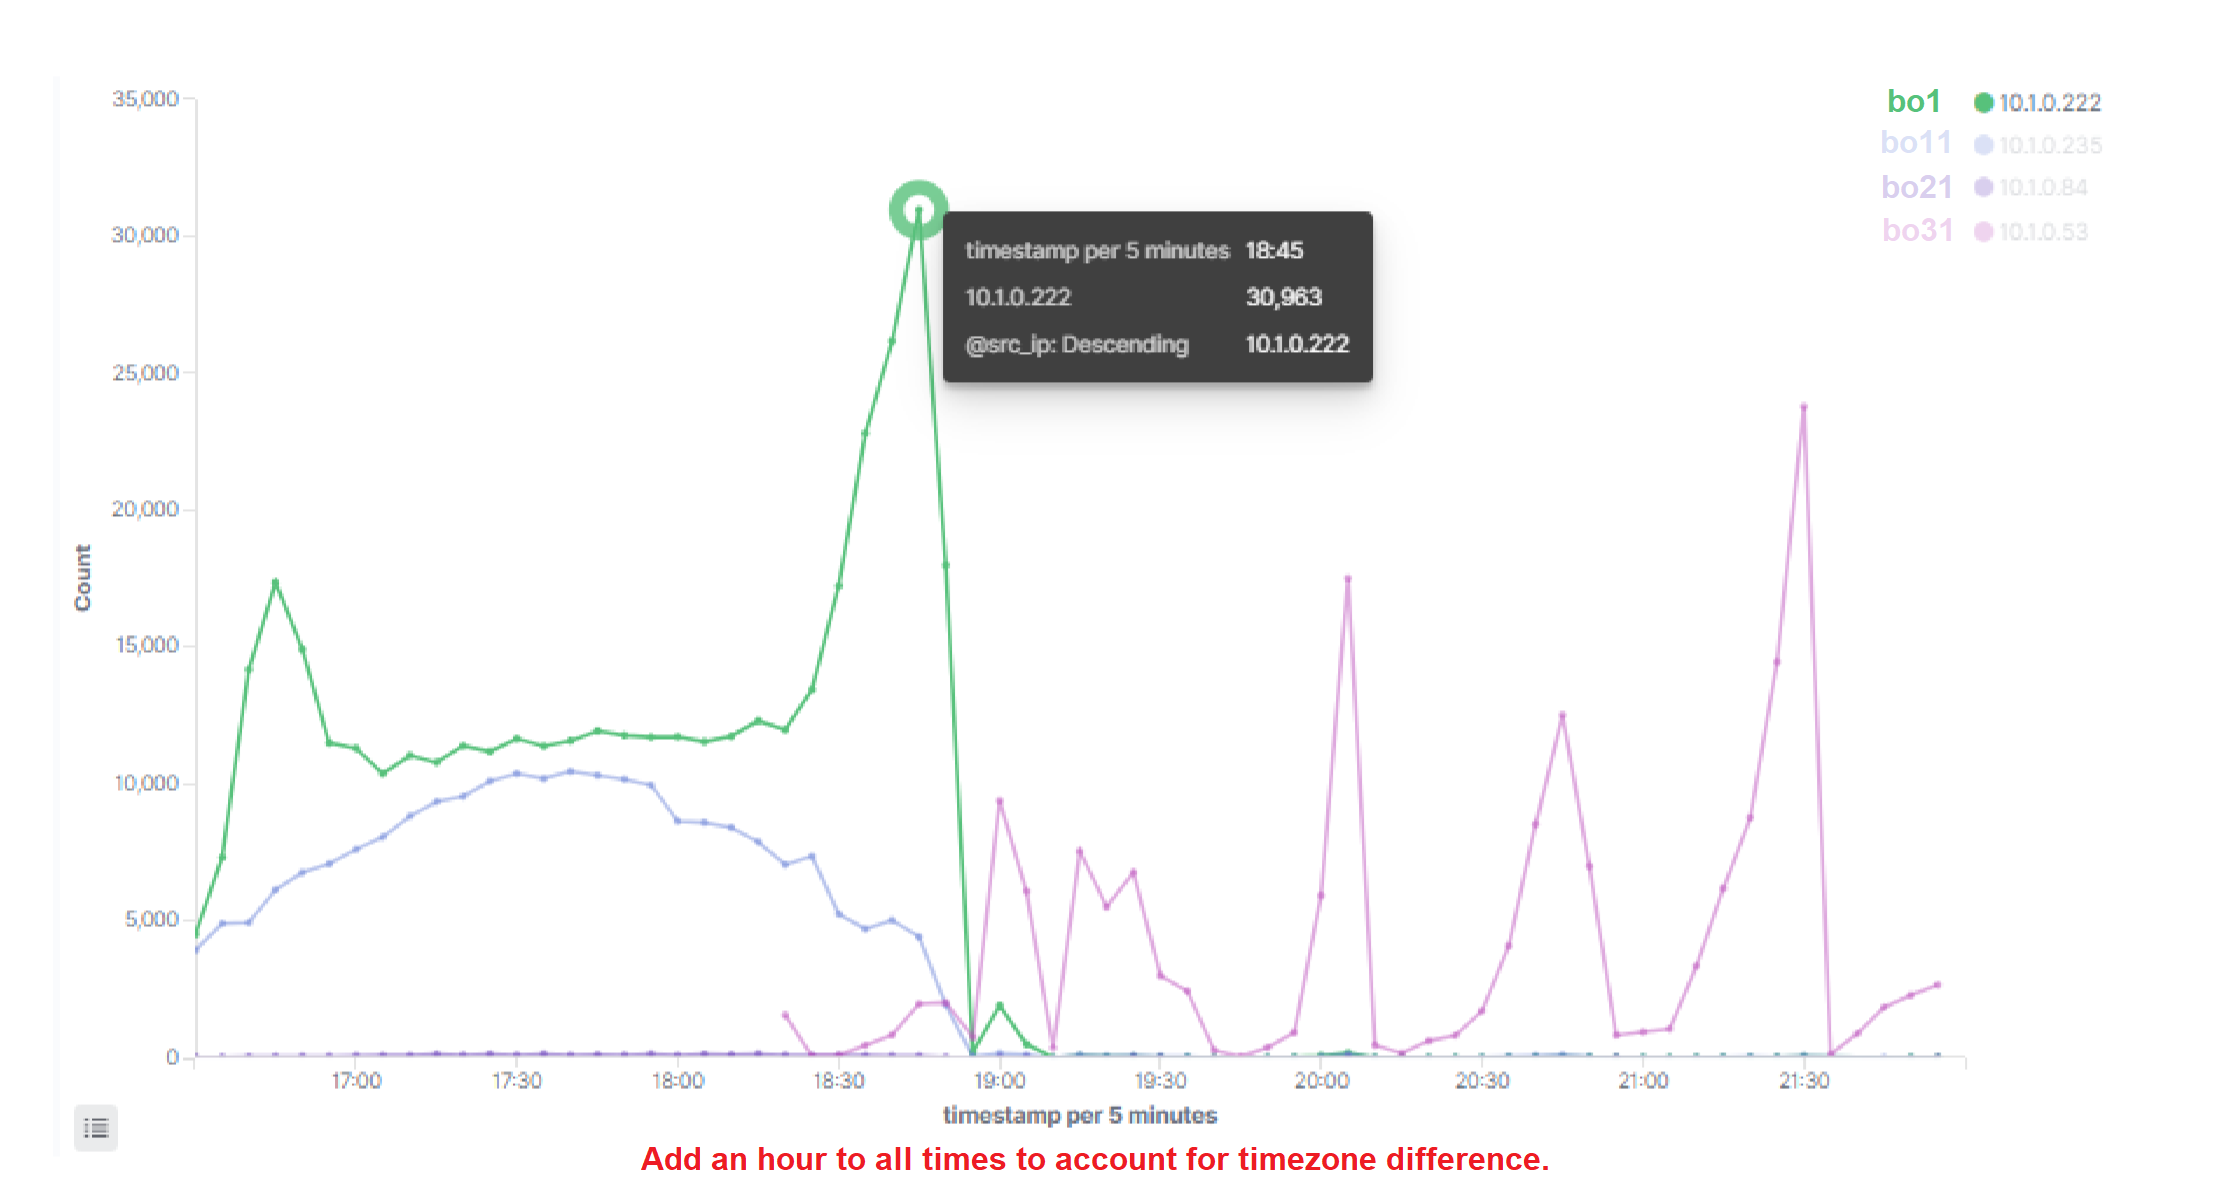 35,000
30,000
25,000
20,000
15,000
10,000
5,000
0
Count
bo1 10.1.0.222
bo11 10.1.0.235
bo21 10.1.0.84
bo31 10.1.0.53
timestamp per 5 minutes 18:45
10.1.0.222 30,963
@src_ip: Descending 10.1.0.222
17:00 17:30 18:00 18:30 19:00 19:30 20:00 20:30 21:00 21:30
timestamp per 5 minutes
Add an hour to all times to account for timezone difference.